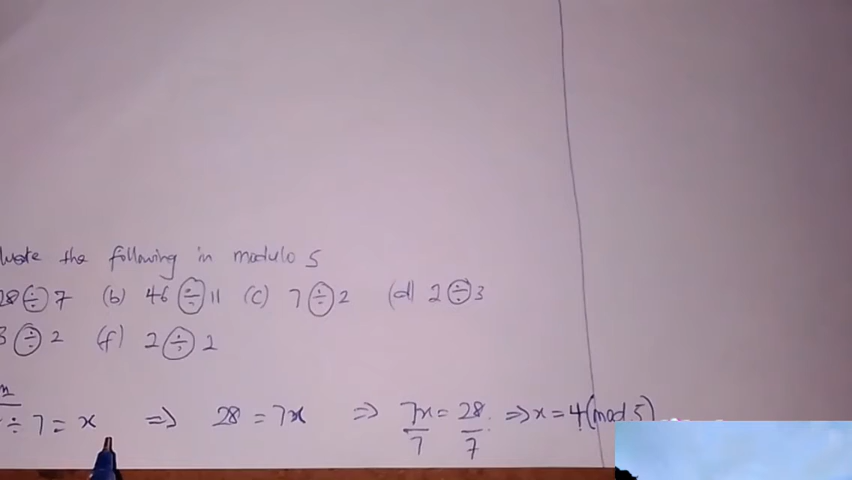 luate the following in modulo 5
28 ÷ 7 (b) 46 ÷ 11 (c) 7 ÷ 2 (d) 2 ÷ 3
3 ÷ 2 (f) 2 ÷ 2
÷ 7 = x => 28 = 7x => 7x/7 = 28/7 => x = 4 (mod 5)